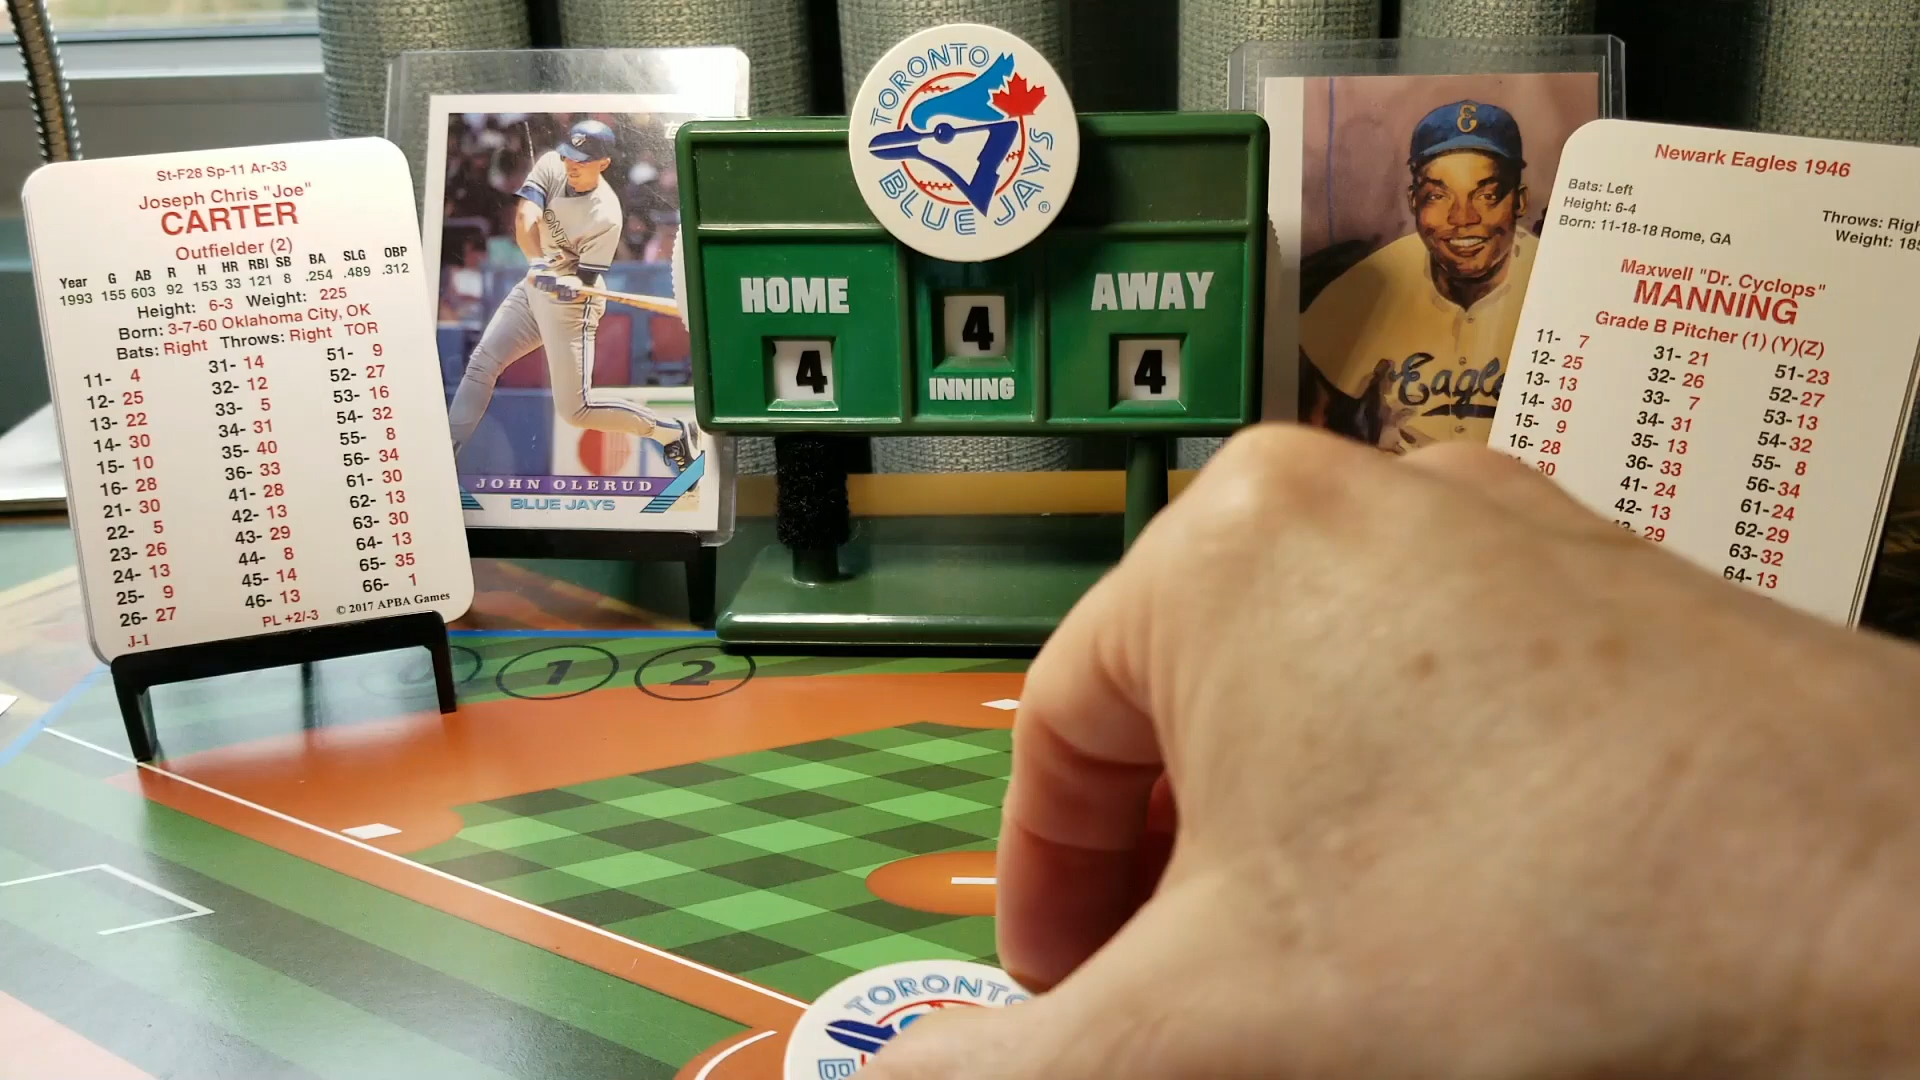 St-F28 Sp-11 Ar-33
Joseph Chris "Joe"
CARTER
Outfielder (2)
Year G AB R H HR RBI SB BA SLG OBP
1993 155 603 92 153 33 121 8 .254 .489 .312
Height: 6-3 Weight: 225
Born: 3-7-60 Oklahoma City, OK
Bats: Right Throws: Right TOR
11- 4 31- 14 51- 9
12- 25 32- 12 52- 27
13- 22 33- 5 53- 16
14- 30 34- 31 54- 32
15- 10 35- 40 55- 8
16- 28 36- 33 56- 34
21- 30 41- 28 61- 30
22- 5 42- 13 62- 13
23- 26 43- 29 63- 30
24- 13 44- 8 64- 13
25- 9 45- 14 65- 35
26- 27 46- 13 66- 1
J-1 PL +2/-3 © 2017 APBA Games
JOHN OLERUD
BLUE JAYS
TORONTO
BLUE JAYS ®
HOME
4
4
INNING
AWAY
4
E
Eagle
Newark Eagles 1946
Bats: Left
Throws: Righ
Height: 6-4
Weight: 18
Born: 11-18-18 Rome, GA
Maxwell "Dr. Cyclops"
MANNING
Grade B Pitcher (1) (Y)(Z)
11- 7 31- 21 51- 23
12- 25 32- 26 52- 27
13- 13 33- 7 53- 13
14- 30 34- 31 54- 32
15- 9 35- 13 55- 8
16- 28 36- 33 56- 34
30 41- 24 61- 24
42- 13 62- 29
29 63- 32
64- 13
1
2
TORONTO
B